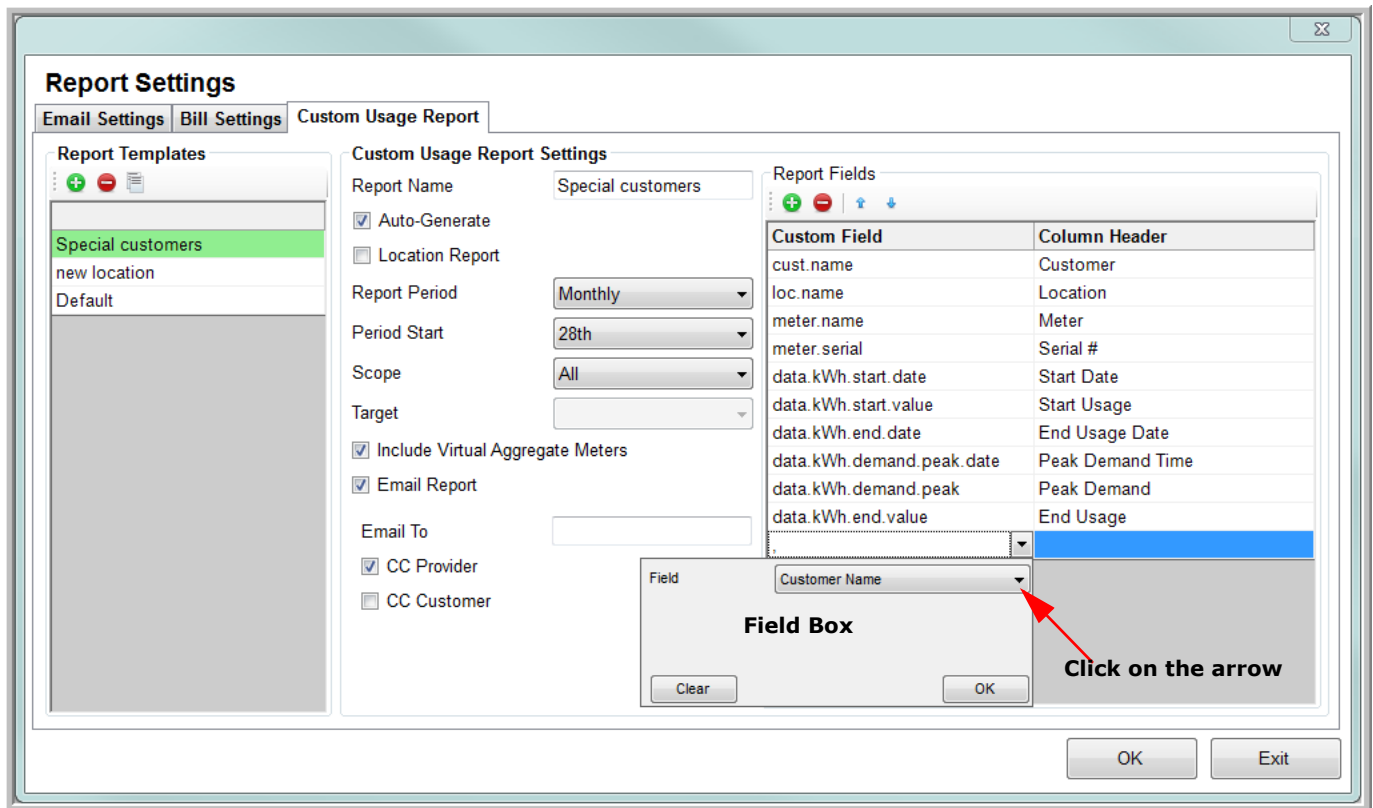 Report Settings
Email Settings Bill Settings Custom Usage Report
Report Templates
Special customers
new location
Default
Custom Usage Report Settings
Report Name Special customers
Auto-Generate
Location Report
Report Period Monthly
Period Start 28th
Scope All
Target
Include Virtual Aggregate Meters
Email Report
Email To
CC Provider
CC Customer
Report Fields
Custom Field Column Header
cust.name Customer
loc.name Location
meter.name Meter
meter.serial Serial #
data.kWh.start.date Start Date
data.kWh.start.value Start Usage
data.kWh.end.date End Usage Date
data.kWh.demand.peak.date Peak Demand Time
data.kWh.demand.peak Peak Demand
data.kWh.end.value End Usage
,
Field Customer Name
Field Box
Click on the arrow
Clear OK
OK Exit